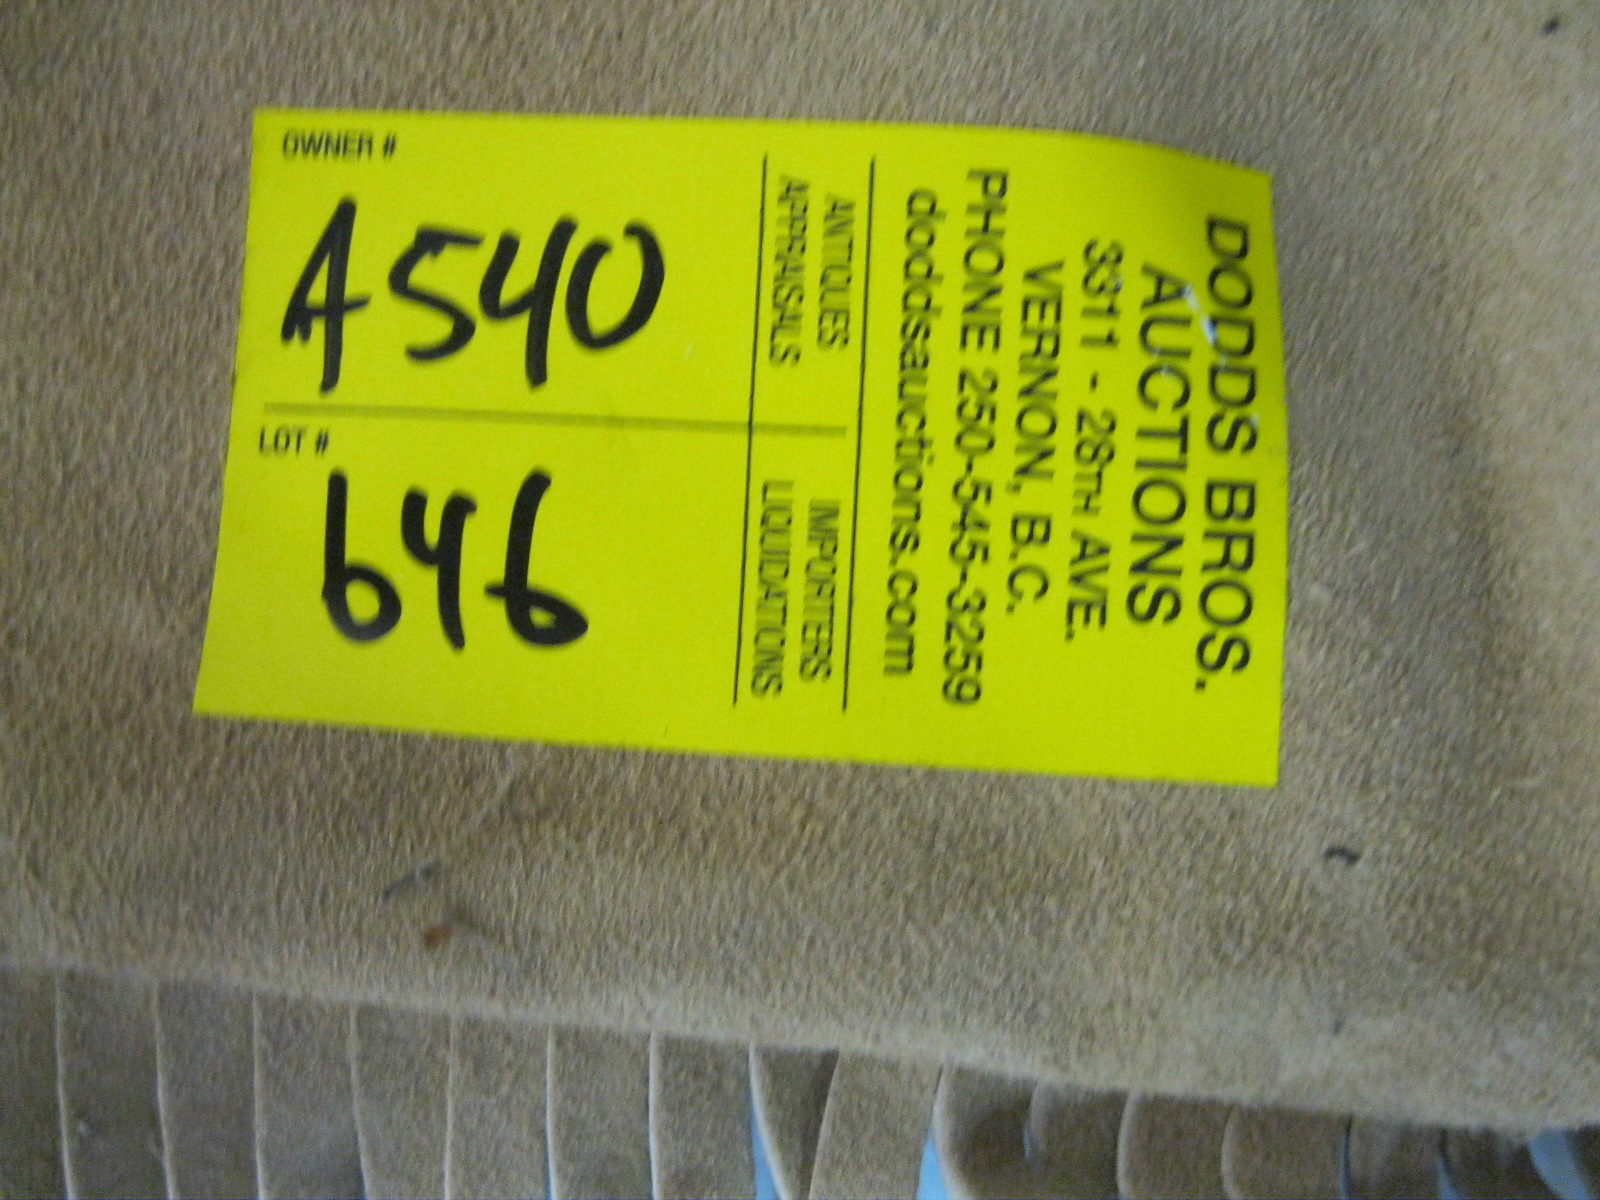 DODDS BROS.
AUCTIONS
3311 - 28TH AVE.
VERNON, B.C.
PHONE 250-545-3259
doddsauctions.com
ANTIQUES
APPRAISALS
IMPORTERS
LIQUIDATIONS
OWNER #
A540
LOT #
646